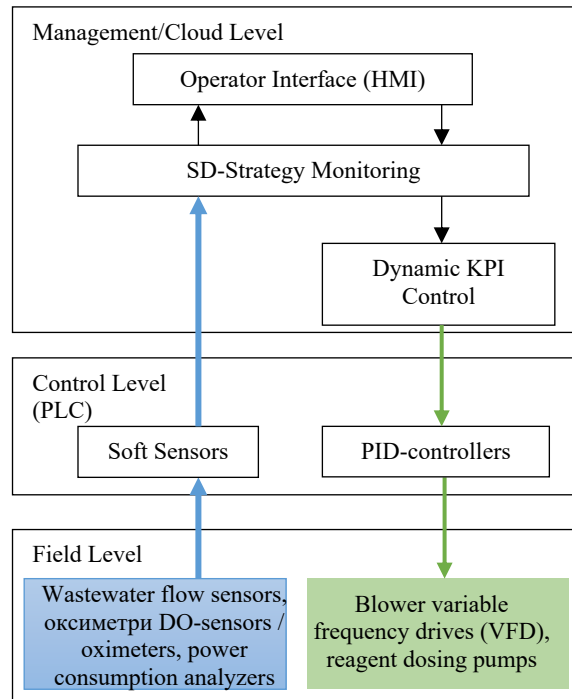 Management/Cloud Level
Operator Interface (HMI)
SD-Strategy Monitoring
Dynamic KPI
Control
Control Level
(PLC)
Soft Sensors
PID-controllers
Field Level
Wastewater flow sensors,
оксиметри DO-sensors /
oximeters, power
consumption analyzers
Blower variable
frequency drives (VFD),
reagent dosing pumps